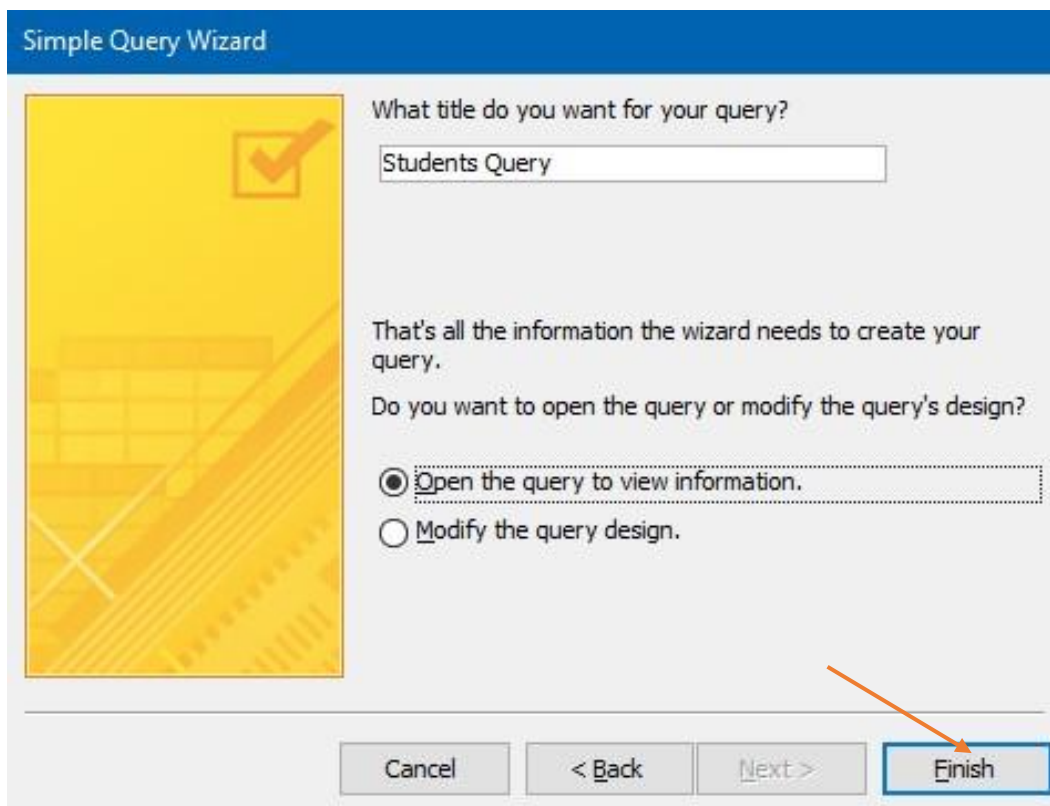 Simple Query Wizard
What title do you want for your query?
Students Query
That's all the information the wizard needs to create your
query.
Do you want to open the query or modify the query's design?
Open the query to view information.
Modify the query design.
Cancel
< Back
Next >
Finish